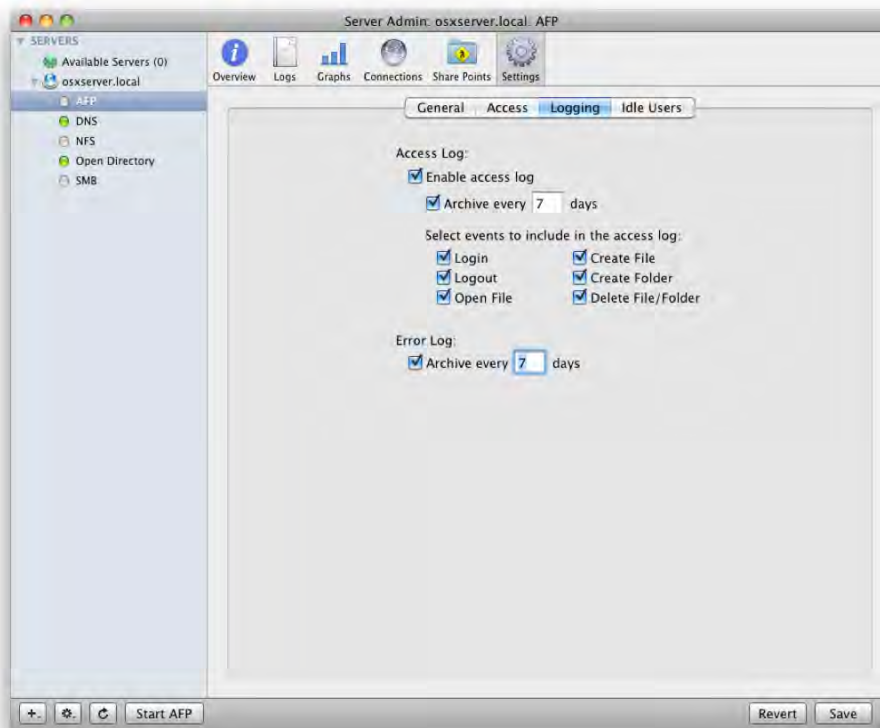 Server Admin: osxserver.local: AFP
SERVERS
Available Servers (0)
osxserver.local
AFP
DNS
NFS
Open Directory
SMB
Overview Logs Graphs Connections Share Points Settings
General Access Logging Idle Users
Access Log:
Enable access log
Archive every 7 days
Select events to include in the access log:
Login Create File
Logout Create Folder
Open File Delete File/Folder
Error Log:
Archive every 7 days
Start AFP Revert Save